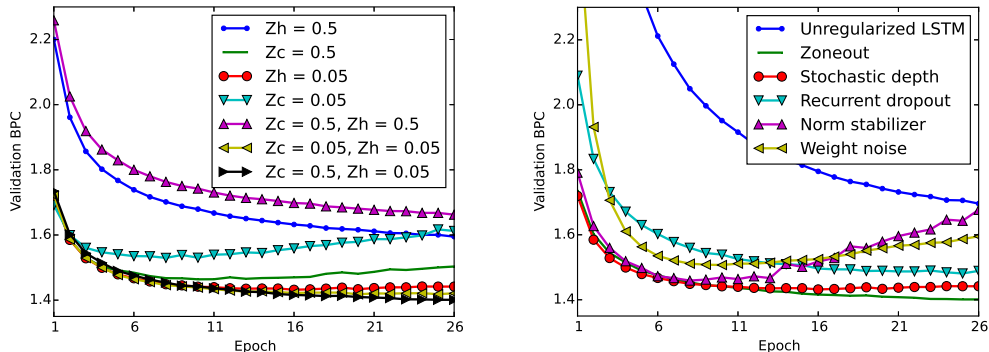 Validation BPC
2.2
2.0
1.8
1.6
1.4
1
6
11
16
21
26
Epoch
Zh = 0.5
Zc = 0.5
Zh = 0.05
Zc = 0.05
Zc = 0.5, Zh = 0.5
Zc = 0.05, Zh = 0.05
Zc = 0.5, Zh = 0.05
Validation BPC
2.2
2.0
1.8
1.6
1.4
1
6
11
16
21
26
Epoch
Unregularized LSTM
Zoneout
Stochastic depth
Recurrent dropout
Norm stabilizer
Weight noise